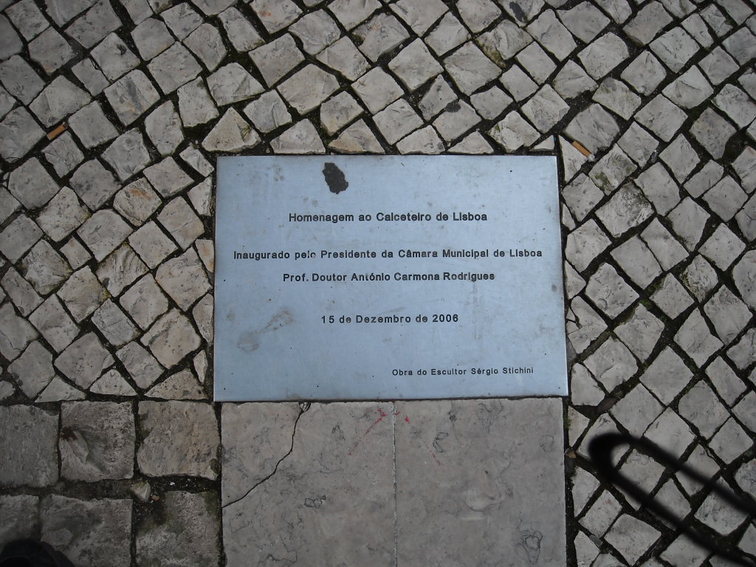 Homenagem ao Calceteiro de Lisboa
Inaugurado pelo Presidente da Câmara Municipal de Lisboa
Prof. Doutor António Carmona Rodrigues
15 de Dezembro de 2006
Obra do Escultor Sérgio Stichini